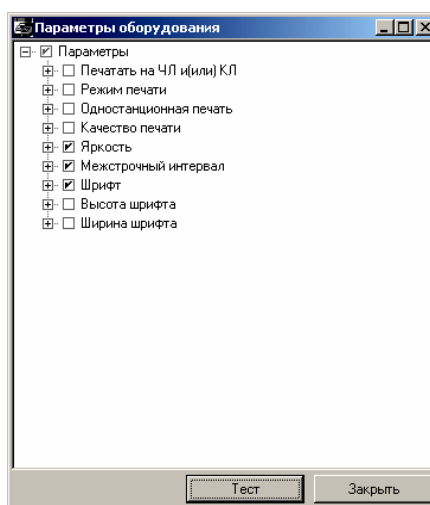 Параметры оборудования
Параметры
Печатать на ЧЛ и(или) КЛ
Режим печати
Одностанционная печать
Качество печати
Яркость
Межстрочный интервал
Шрифт
Высота шрифта
Ширина шрифта
Тест
Закрыть